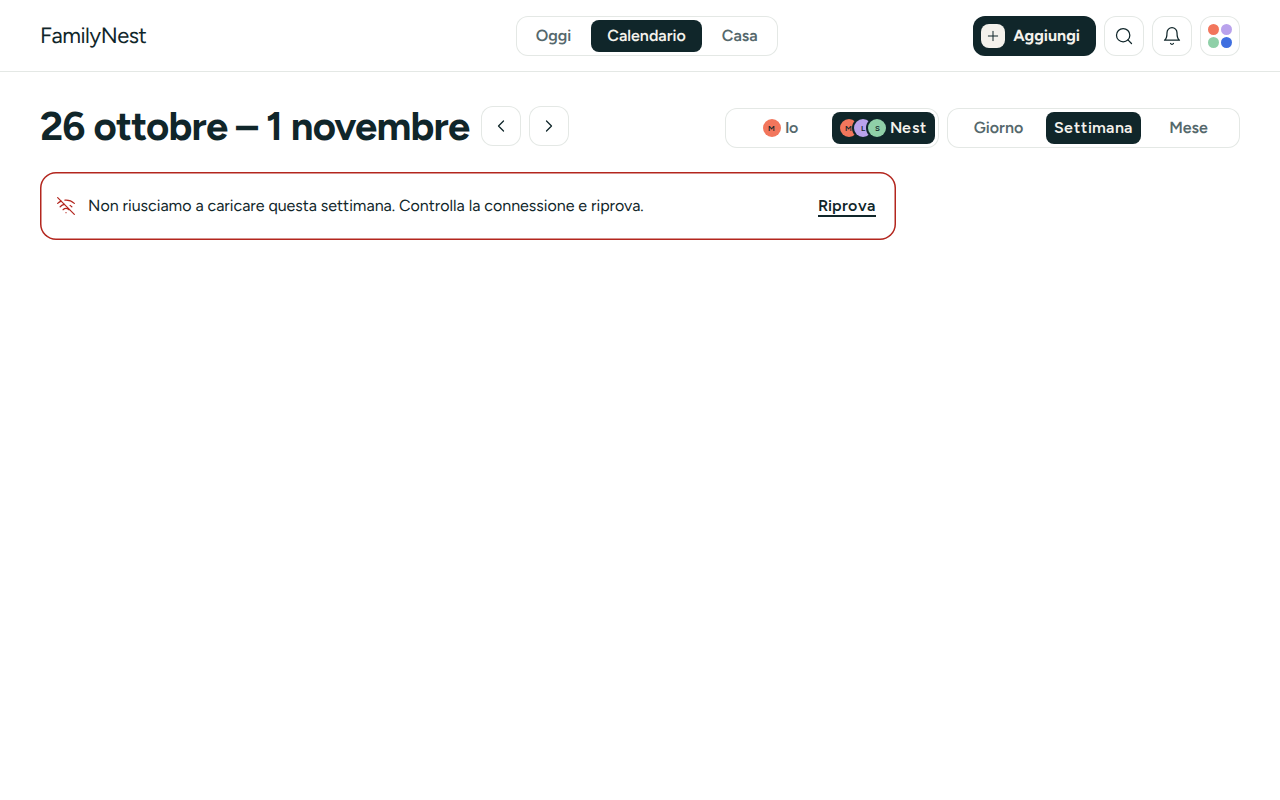 FamilyNest
Oggi
Calendario
Casa
Aggiungi
26 ottobre – 1 novembre
M Io
M L S Nest
Giorno
Settimana
Mese
Non riusciamo a caricare questa settimana. Controlla la connessione e riprova.
Riprova